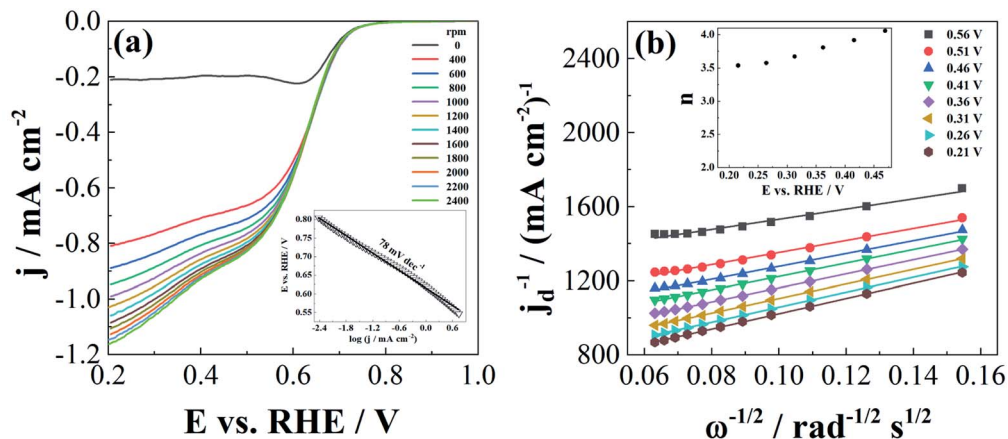 (a)
rpm
0
400
600
800
1000
1200
1400
1600
1800
2000
2200
2400
0.0
-0.2
-0.4
-0.6
-0.8
-1.0
-1.2
j / mA cm⁻²
0.2 0.4 0.6 0.8 1.0
E vs. RHE / V
78 mV dec⁻¹
0.80
0.75
0.70
0.65
0.60
0.55
E vs. RHE / V
-2.4 -1.8 -1.2 -0.6 0.0 0.6
log (j / mA cm⁻²)
(b)
0.56 V
0.51 V
0.46 V
0.41 V
0.36 V
0.31 V
0.26 V
0.21 V
2400
2000
1600
1200
800
j_d⁻¹ / (mA cm⁻²)⁻¹
0.06 0.08 0.10 0.12 0.14 0.16
ω⁻¹/² / rad⁻¹/² s¹/²
4.0
3.5
3.0
2.5
2.0
n
0.20 0.25 0.30 0.35 0.40 0.45
E vs. RHE / V